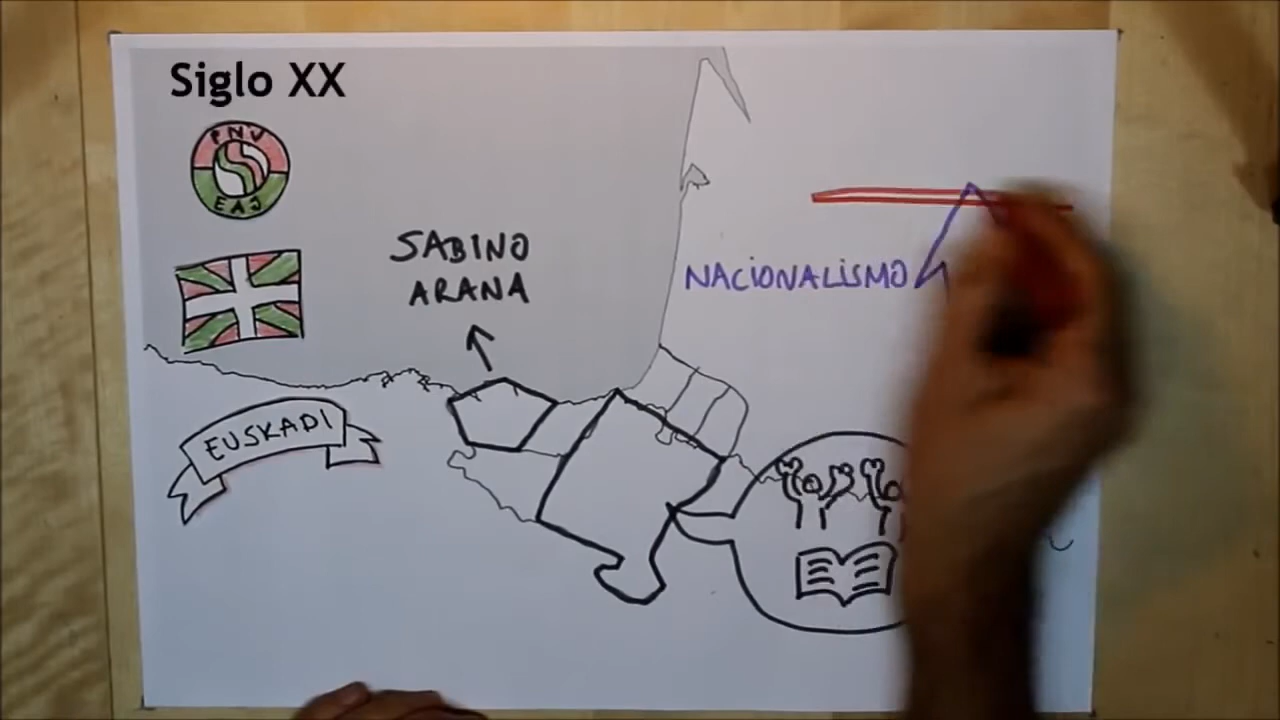 Siglo XX
PNV
EAJ
SABINO
ARANA
NACIONALISMO
EUSKADI